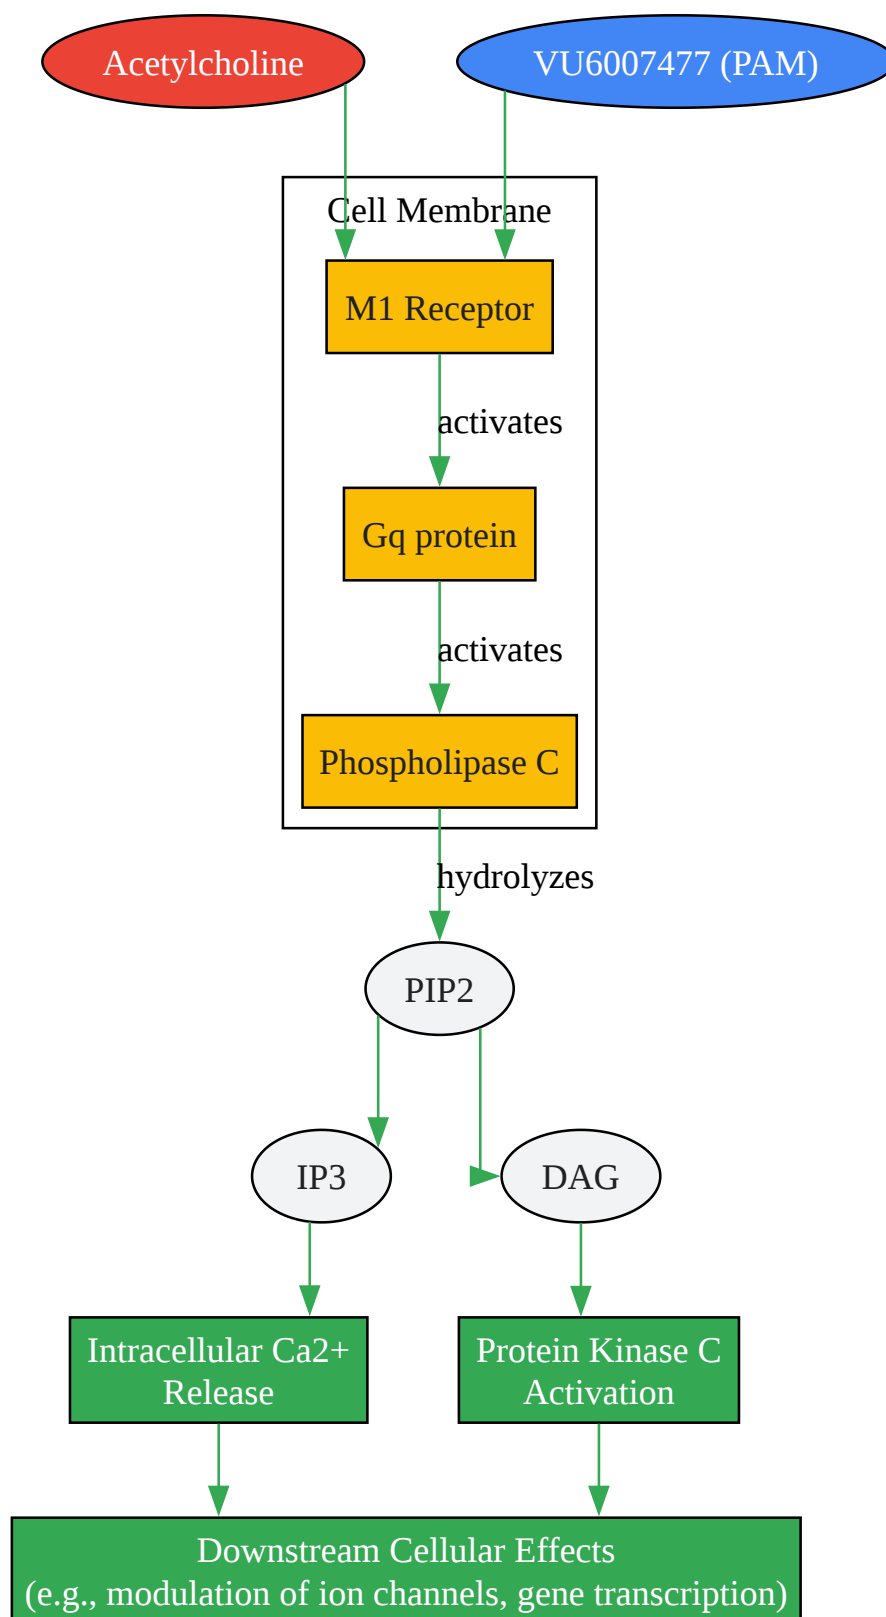 Acetylcholine
VU6007477 (PAM)
Cell Membrane
M1 Receptor
activates
Gq protein
activates
Phospholipase C
hydrolyzes
PIP2
IP3
DAG
Intracellular Ca2+
Release
Protein Kinase C
Activation
Downstream Cellular Effects
(e.g., modulation of ion channels, gene transcription)